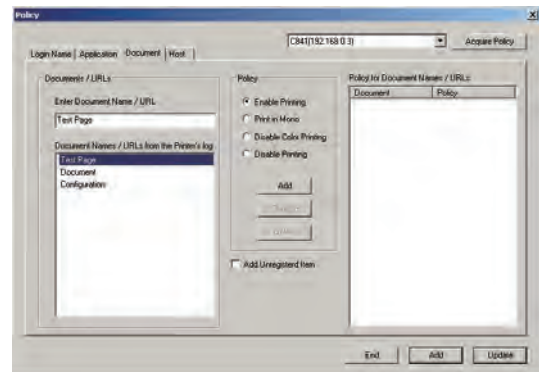 Policy
C841(192.168.0.3)
Acquire Policy
Login Name
Application
Document
Host
Documents / URLs
Enter Document Name / URL
Test Page
Document Names / URLs from the Printer's log
Test Page
Document
Configuration
Policy
Enable Printing
Print in Mono
Disable Color Printing
Disable Printing
Add
Add Unregisterd Item
Policy for Document Names / URLs
Document
Policy
End
Add
Update